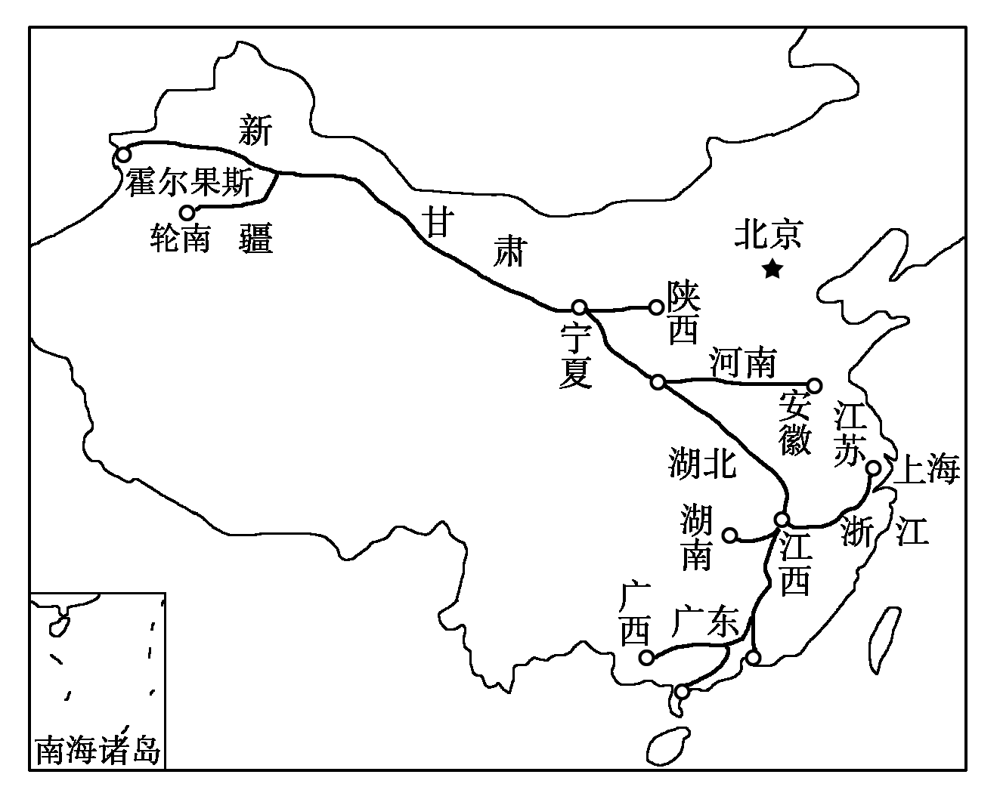 新
疆
霍尔果斯
轮南
甘
肃
北京
陕西
宁夏
河南
安徽
江苏
上海
湖北
湖南
江西
浙
江
广西
广东
南海诸岛